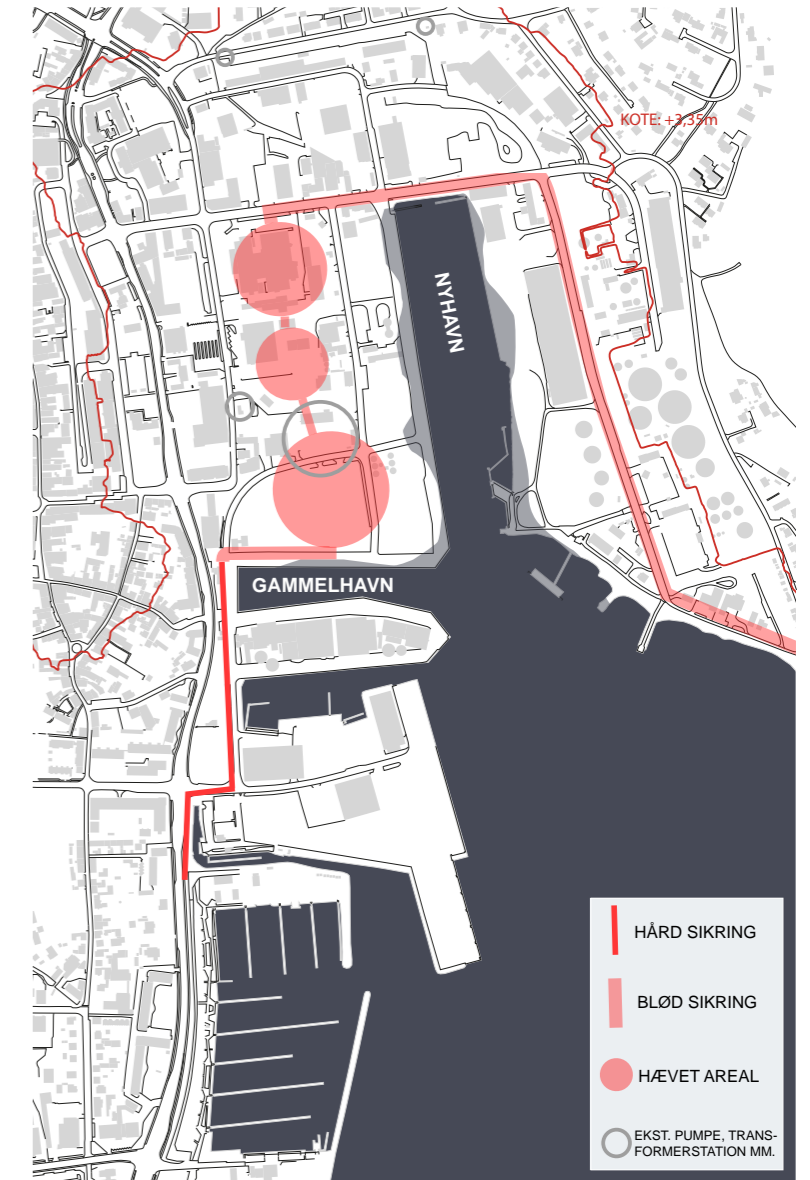 KOTE: +3,35m
NYHAVN
GAMMELHAVN
HÅRD SIKRING
BLØD SIKRING
HÆVET AREAL
EKST. PUMPE, TRANS-
FORMERSTATION MM.